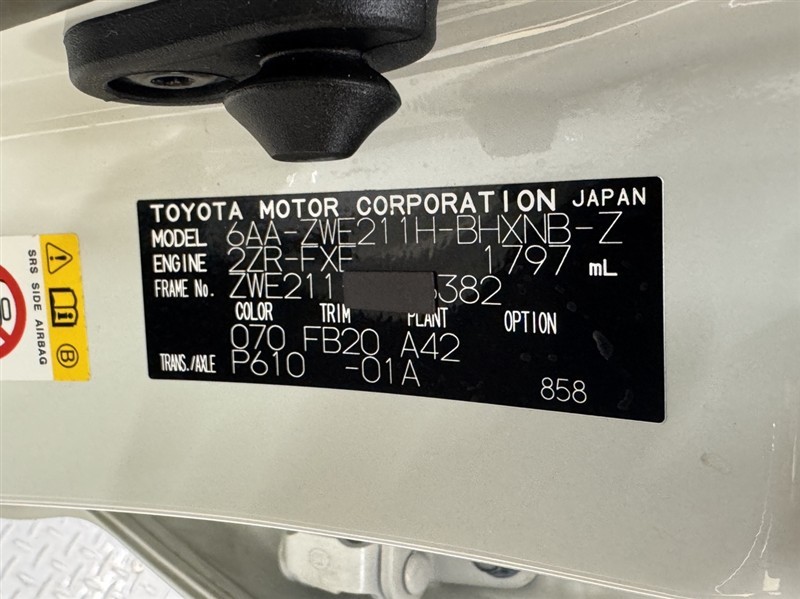 TOYOTA MOTOR CORPORATION JAPAN
MODEL 6AA-ZWE211H-BHXNB-Z
ENGINE 2ZR-FXE 1797 mL
FRAME No. ZWE211 382
COLOR TRIM PLANT OPTION
070 FB20 A42
TRANS./AXLE P610 -01A
858
SRS SIDE AIRBAG
B